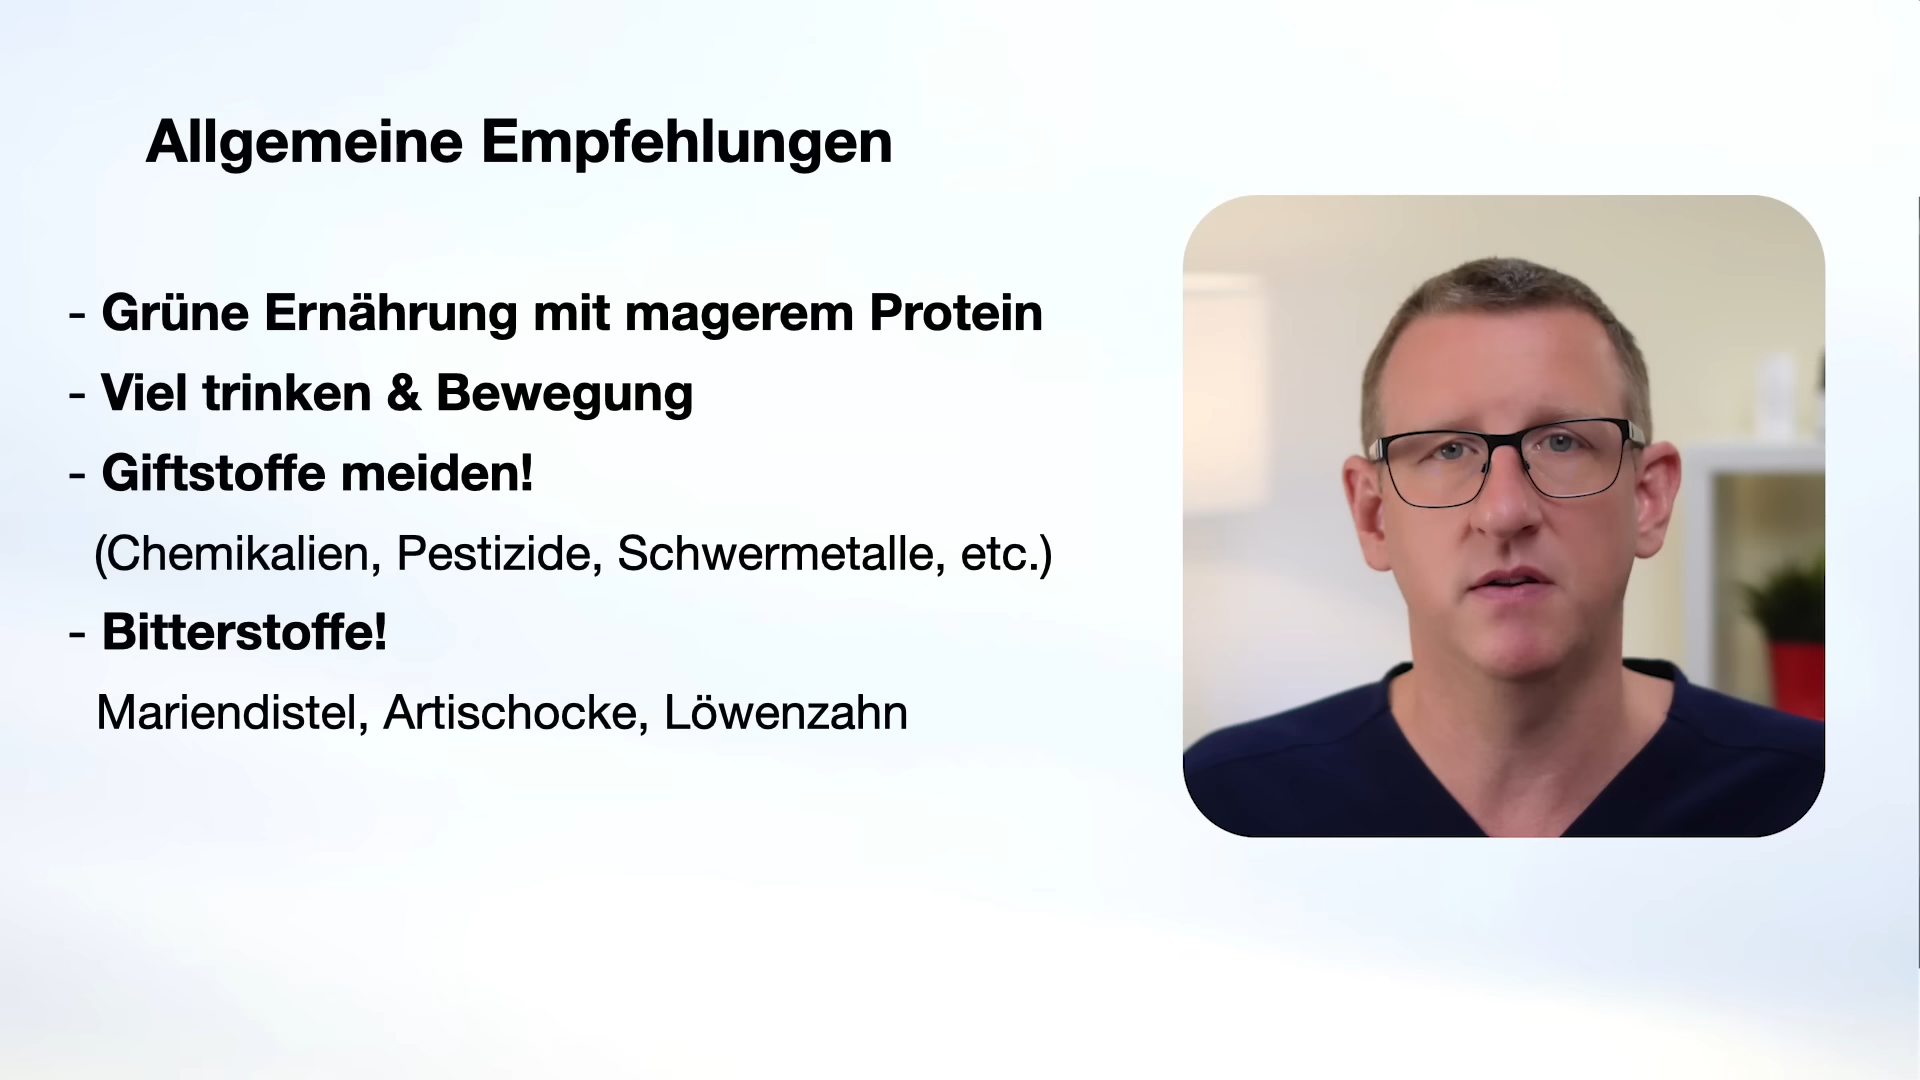 Allgemeine Empfehlungen
- Grüne Ernährung mit magerem Protein
- Viel trinken & Bewegung
- Giftstoffe meiden!
(Chemikalien, Pestizide, Schwermetalle, etc.)
- Bitterstoffe!
Mariendistel, Artischocke, Löwenzahn